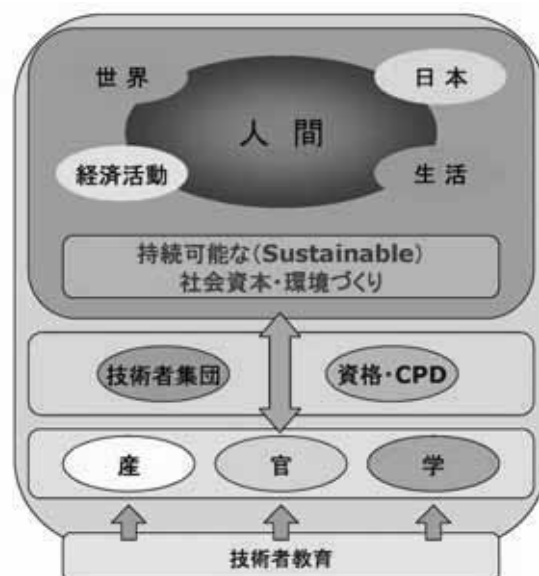 世界
日本
人間
経済活動
生活
持続可能な(Sustainable)
社会資本・環境づくり
技術者集団
資格・CPD
産
官
学
技術者教育